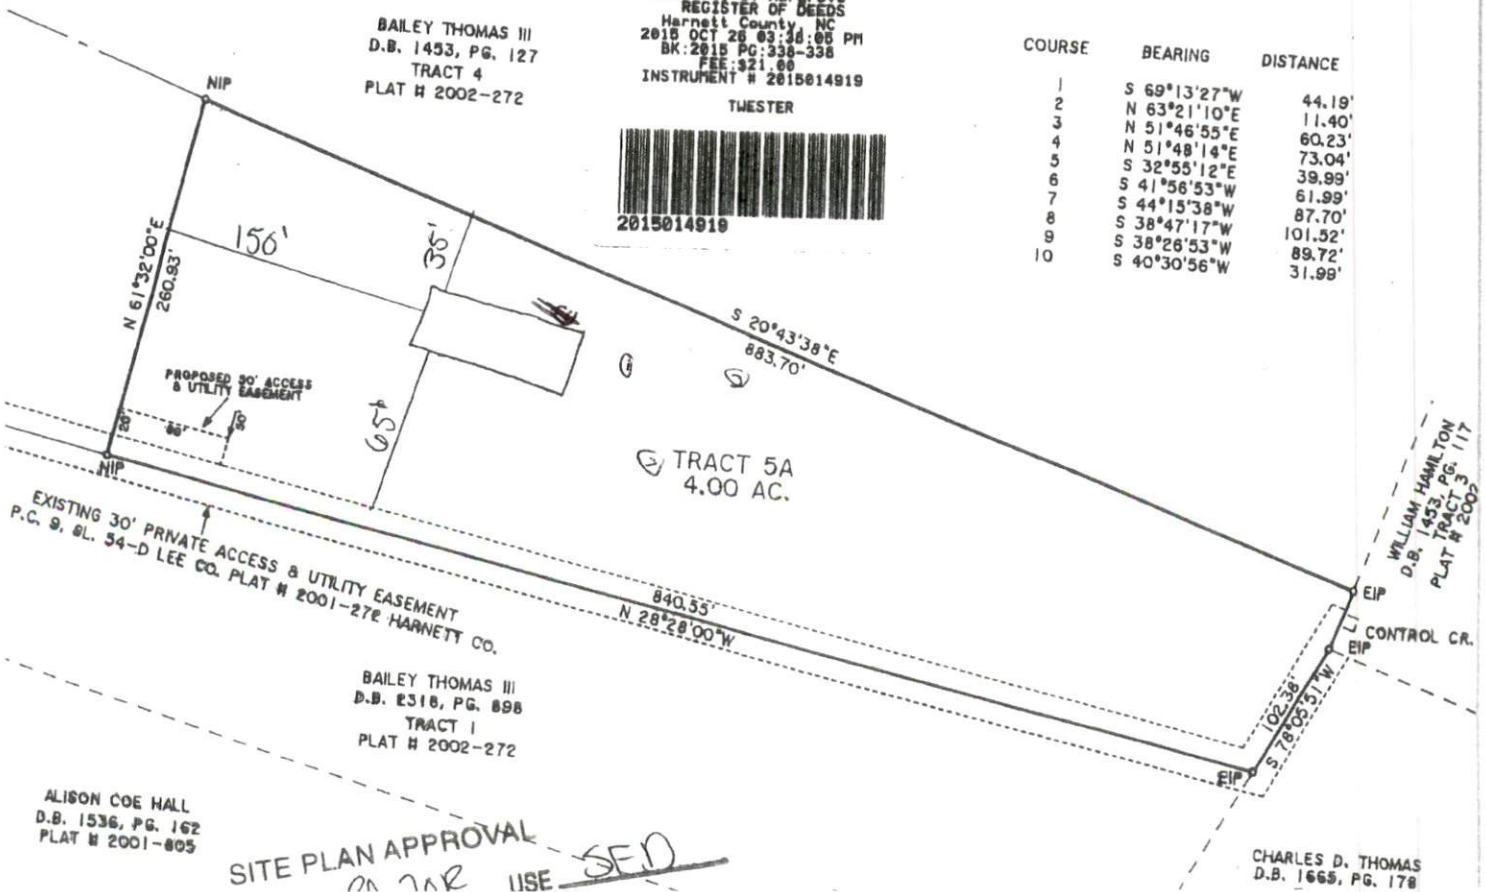 BAILEY THOMAS III
D.B. 1453, PG. 127
TRACT 4
PLAT # 2002-272
REGISTER OF DEEDS
Harnett County, NC
2015 OCT 26 03:38:05 PM
BK:2015 PG:338-338
FEE:$21.00
INSTRUMENT # 2015014919
TWESTER
2015014919
COURSE BEARING DISTANCE
1 S 69°13'27"W 44.19'
2 N 63°21'10"E 11.40'
3 N 51°46'55"E 60.23'
4 N 51°48'14"E 73.04'
5 S 32°55'12"E 39.99'
6 S 41°56'53"W 61.99'
7 S 44°15'38"W 87.70'
8 S 38°47'17"W 101.52'
9 S 38°26'53"W 89.72'
10 S 40°30'56"W 31.99'
NIP
N 61°32'00"E
260.93'
156'
35'
65'
S 20°43'38"E
883.70'
PROPOSED 50' ACCESS
& UTILITY EASEMENT
20'
50'
NIP
TRACT 5A
4.00 AC.
EXISTING 30' PRIVATE ACCESS & UTILITY EASEMENT
P.C. 9, SL. 54-D LEE CO. PLAT # 2001-272 HARNETT CO.
840.55'
N 28°28'00"W
WILLIAM HAMILTON
D.B. 1453, PG. 117
TRACT 3
PLAT # 2002
EIP
CONTROL CR.
EIP
102.38'
S 78°05'51"W
EIP
BAILEY THOMAS III
D.B. 2318, PG. 898
TRACT 1
PLAT # 2002-272
ALISON COE HALL
D.B. 1536, PG. 162
PLAT # 2001-805
SITE PLAN APPROVAL
USE SFD
CHARLES D. THOMAS
D.B. 1665, PG. 178